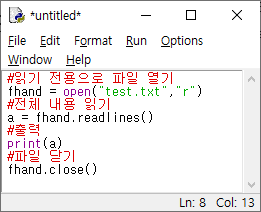 *untitled*
File Edit Format Run Options
Window Help
#읽기 전용으로 파일 열기
fhand = open("test.txt","r")
#전체 내용 읽기
a = fhand.readlines()
#출력
print(a)
#파일 닫기
fhand.close()
Ln: 8 Col: 13